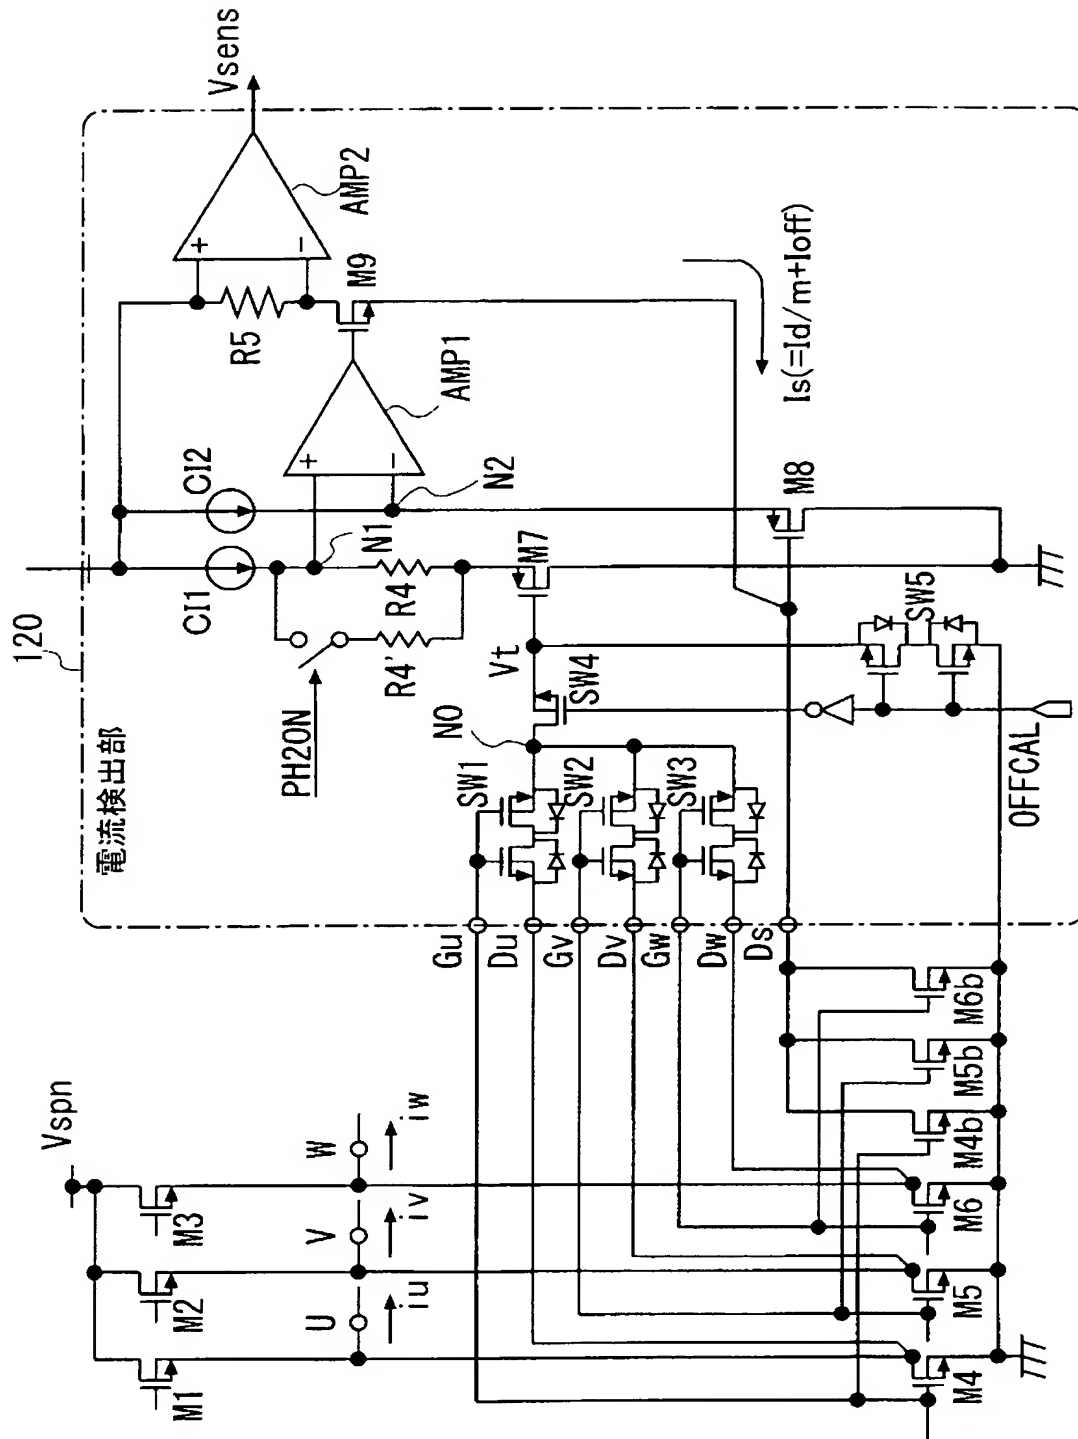 120
電流検出部
Vsens
AMP2
R5
M9
CI1
CI2
AMP1
N1
N2
R4
R4'
PH2ON
M7
M8
Is(=Id/m+Ioff)
Vt
N0
SW1
SW2
SW3
SW4
SW5
OFFCAL
Gu
Du
Gv
Dv
Gw
Dw
Ds
Vspn
M1
M2
M3
U
V
W
iu
iv
iw
M4
M5
M6
M4b
M5b
M6b